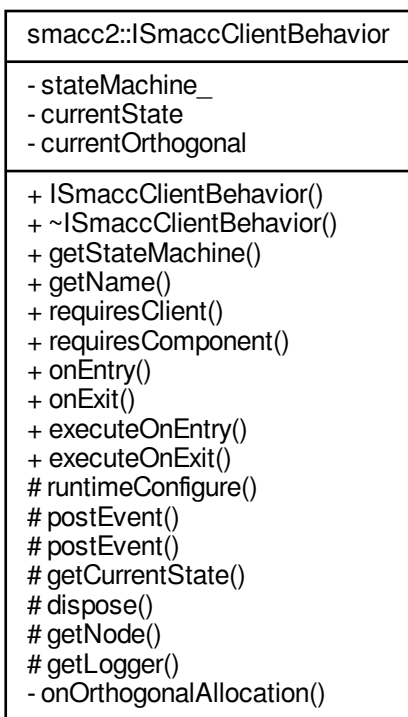 smacc2::ISmaccClientBehavior
- stateMachine_
- currentState
- currentOrthogonal
+ ISmaccClientBehavior()
+ ~ISmaccClientBehavior()
+ getStateMachine()
+ getName()
+ requiresClient()
+ requiresComponent()
+ onEntry()
+ onExit()
+ executeOnEntry()
+ executeOnExit()
# runtimeConfigure()
# postEvent()
# postEvent()
# getCurrentState()
# dispose()
# getNode()
# getLogger()
- onOrthogonalAllocation()